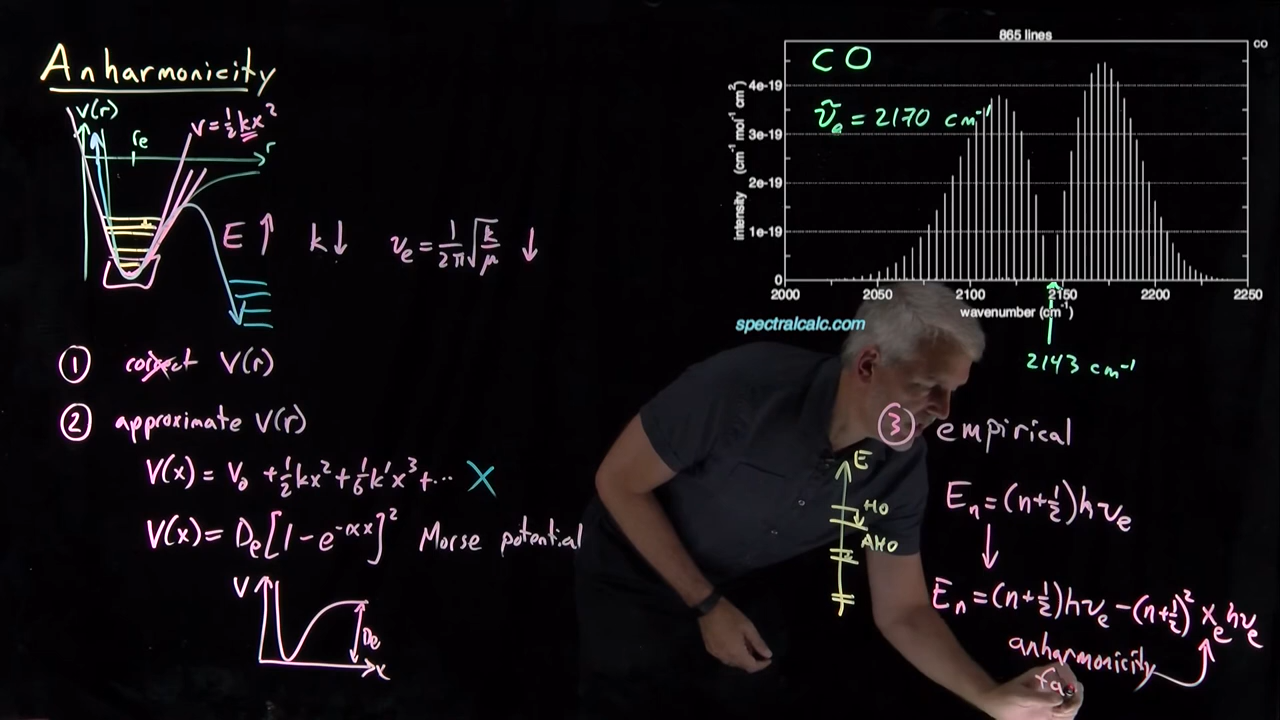 Anharmonicity
V(r)
re
V=½kx²
r
E ↑ k↓ νe = 1/2π √k/μ ↓
① correct V(r)
② approximate V(r)
V(x) = V₀ + ½kx² + ⅙k'x³ + ··· X
V(x) = De[1 - e^-αx]² Morse potential
V
De
x
865 lines
CO
CO
ν̃e = 2170 cm⁻¹
4e-19
3e-19
2e-19
1e-19
0
intensity (cm⁻¹ mol¹ cm²)
2000 2050 2100 2150 2200 2250
wavenumber (cm⁻¹)
spectralcalc.com
2143 cm⁻¹
③ empirical
E
HO
AHO
En = (n+½)hνe
↓
En = (n+½)hνe - (n+½)² xe hνe
anharmonicity